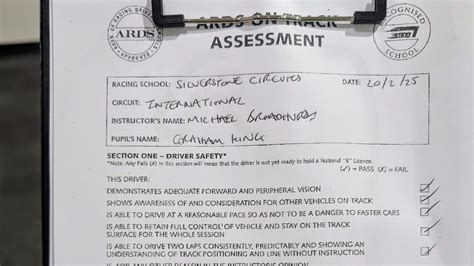 ARDS ON TRACK
ASSESSMENT
ARDS
RECOGNISED
SCHOOL
RACING SCHOOL: SILVERSTONE CIRCUITS
DATE: 20/2/25
CIRCUIT: INTERNATIONAL
INSTRUCTOR'S NAME: MICHAEL BROADHURST
PUPIL'S NAME: GRAHAM KING
SECTION ONE – DRIVER SAFETY*
*Note: Any Fails (✗) in this section will mean that the driver is not yet ready to hold a National "B" Licence.
(✓) = PASS (✗) = FAIL
THIS DRIVER:
DEMONSTRATES ADEQUATE FORWARD AND PERIPHERAL VISION
SHOWS AWARENESS OF AND CONSIDERATION FOR OTHER VEHICLES ON TRACK
IS ABLE TO DRIVE AT A REASONABLE PACE SO AS NOT TO BE A DANGER TO FASTER CARS
IS ABLE TO RETAIN FULL CONTROL OF VEHICLE AND STAY ON THE TRACK
SURFACE FOR THE WHOLE SESSION
IS ABLE TO DRIVE TWO LAPS CONSISTENTLY, PREDICTABLY AND SHOWING AN
UNDERSTANDING OF TRACK POSITIONING AND LINE WITHOUT INSTRUCTION